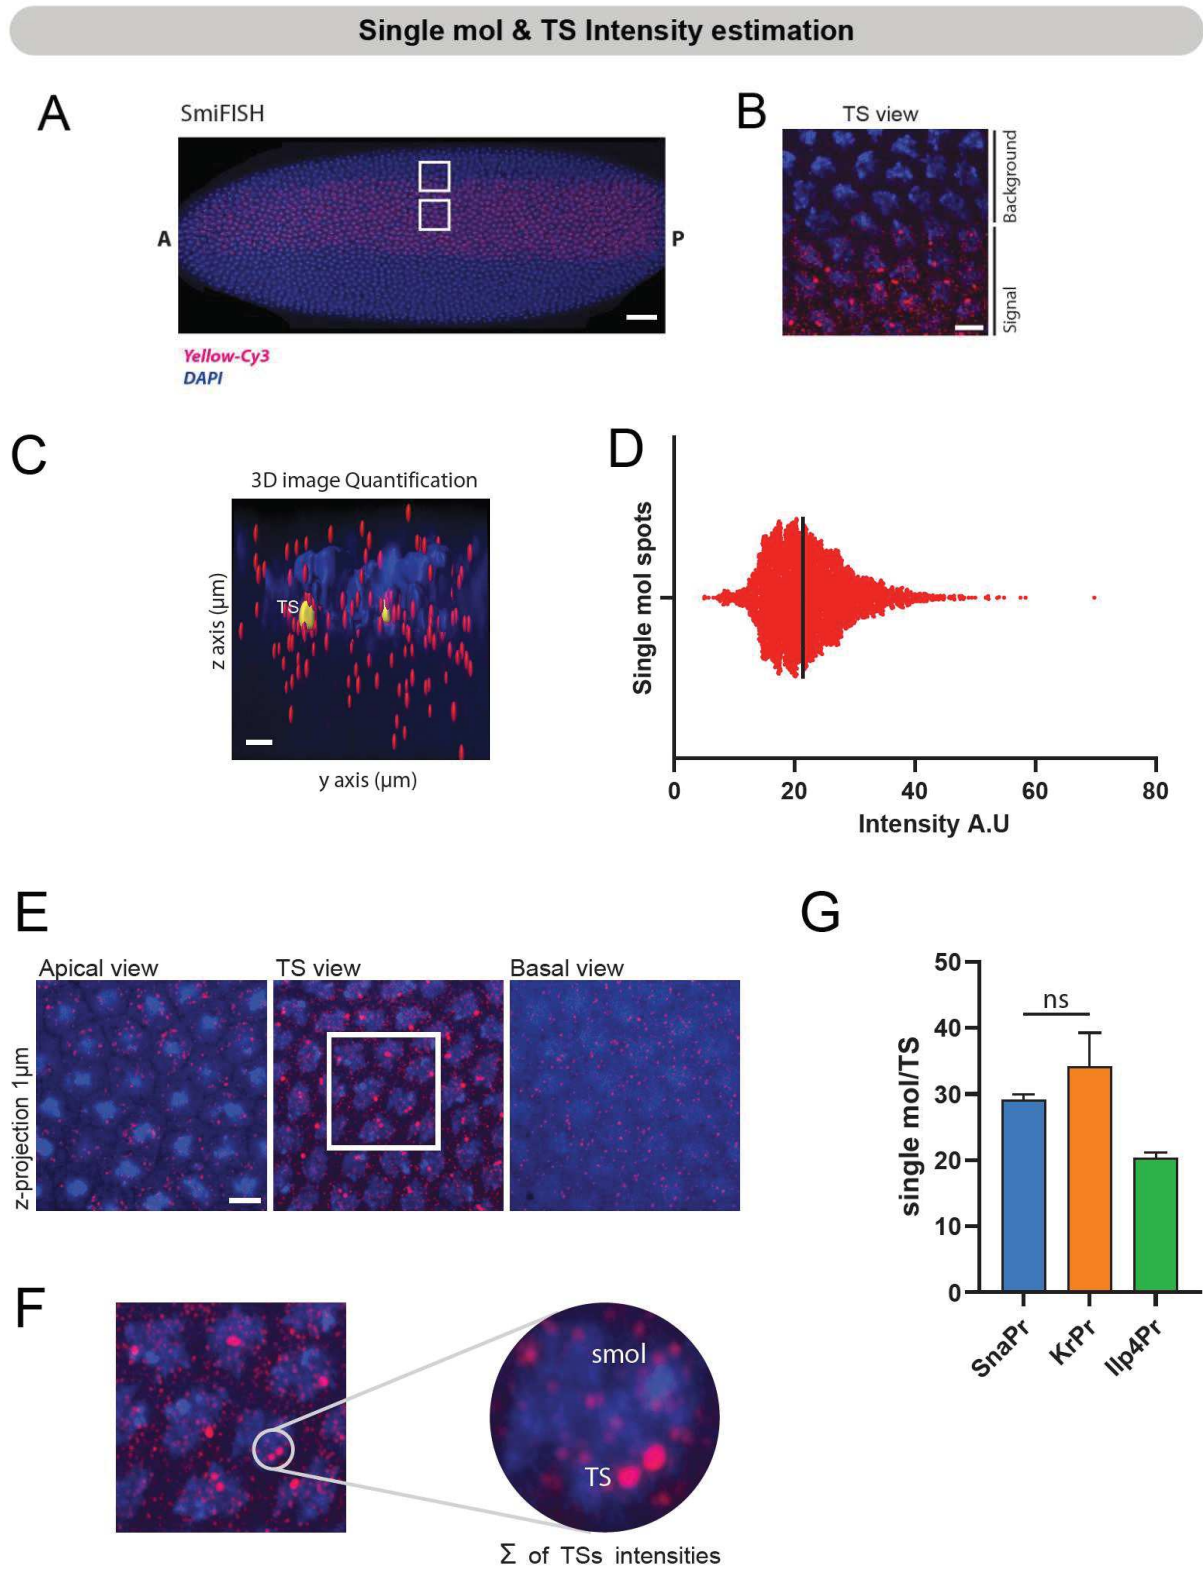 Single mol & TS Intensity estimation
A
SmiFISH
A
P
Yellow-Cy3
DAPI
B
TS view
Background
Signal
C
3D image Quantification
z axis (µm)
TS
y axis (µm)
D
Single mol spots
0 20 40 60 80
Intensity A.U
E
Apical view
TS view
Basal view
z-projection 1µm
F
smol
TS
Σ of TSs intensities
G
single mol/TS
50
40
30
20
10
0
ns
SnaPr
KrPr
Ilp4Pr